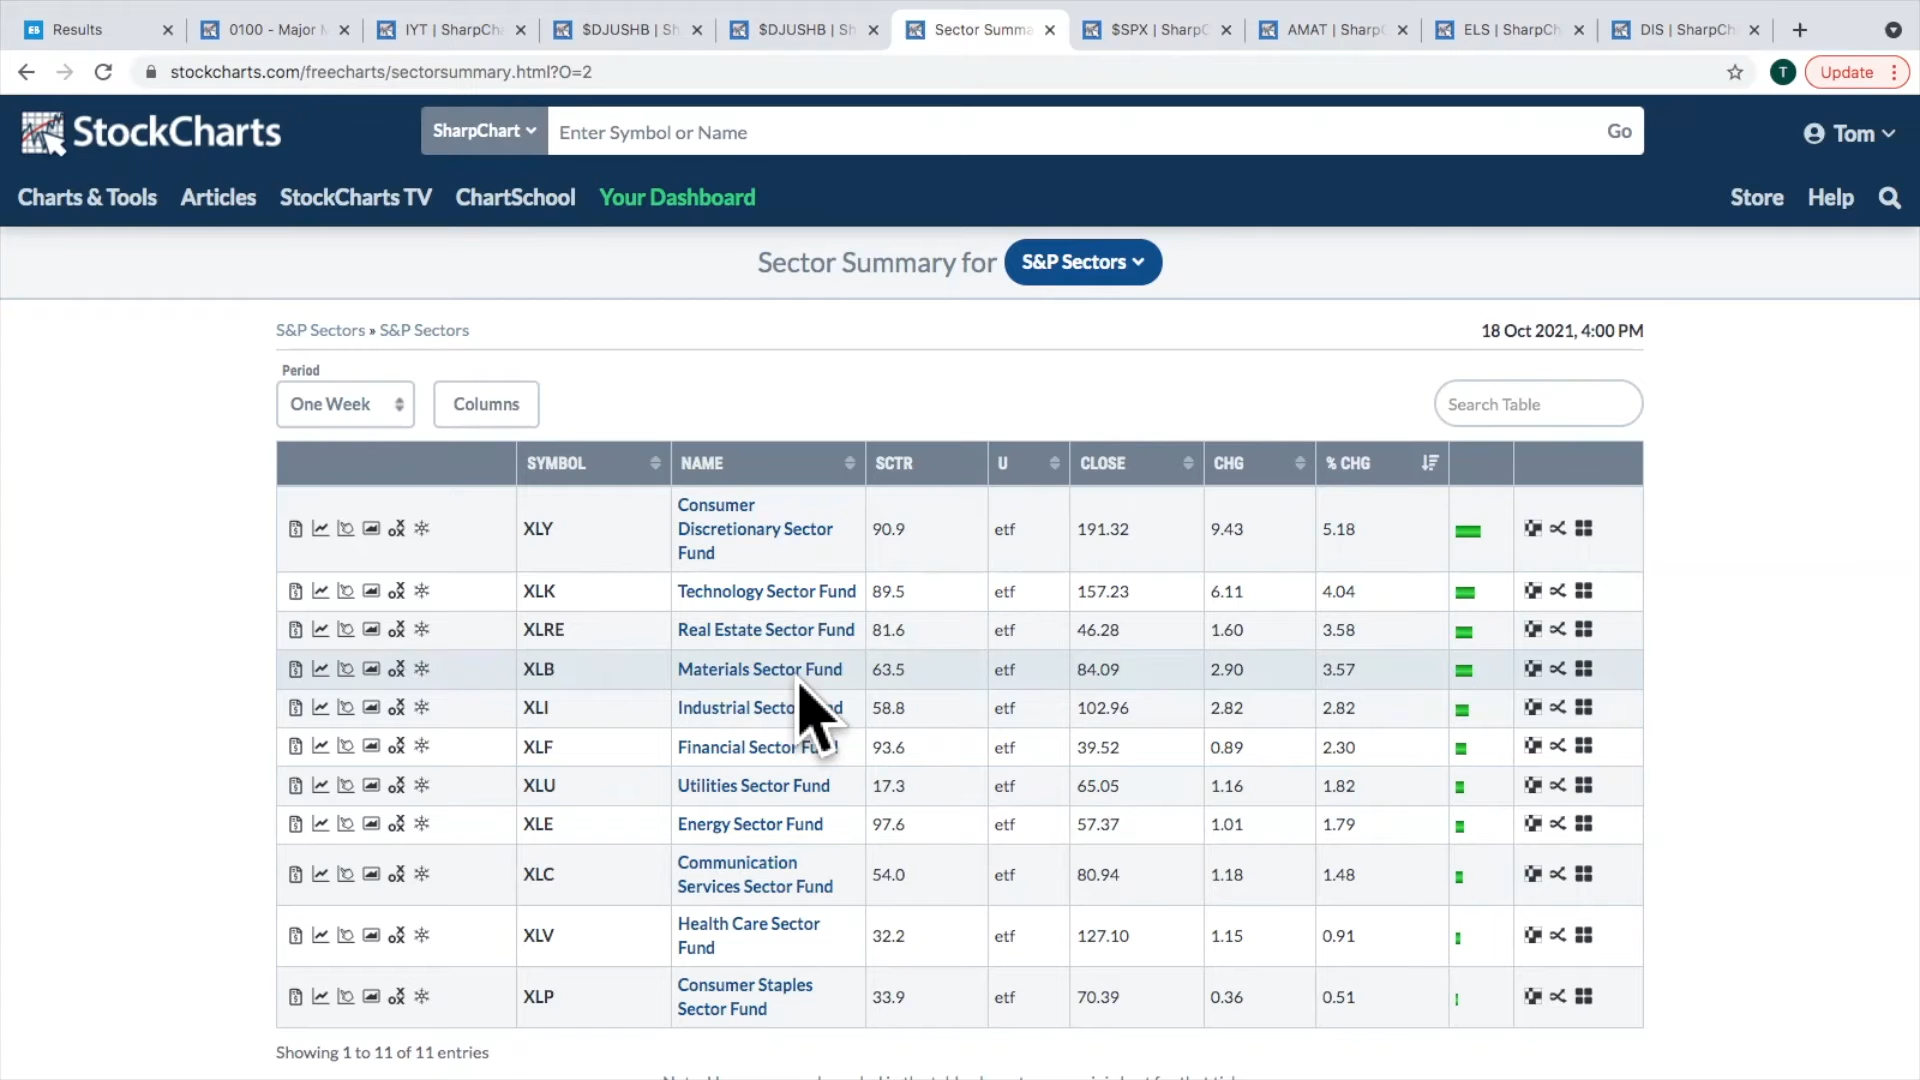 Results
0100 - Major
IYT | SharpCh
$DJUSHB | Sh
$DJUSHB | Sh
Sector Summa
$SPX | SharpC
AMAT | SharpC
ELS | SharpCh
DIS | SharpCh
stockcharts.com/freecharts/sectorsummary.html?O=2
T
Update
StockCharts
SharpChart
Enter Symbol or Name
Go
Tom
Charts & Tools Articles StockCharts TV ChartSchool Your Dashboard Store Help
Sector Summary for S&P Sectors
S&P Sectors » S&P Sectors
18 Oct 2021, 4:00 PM
Period
One Week
Columns
Search Table
SYMBOL NAME SCTR U CLOSE CHG % CHG
XLY Consumer Discretionary Sector Fund 90.9 etf 191.32 9.43 5.18
XLK Technology Sector Fund 89.5 etf 157.23 6.11 4.04
XLRE Real Estate Sector Fund 81.6 etf 46.28 1.60 3.58
XLB Materials Sector Fund 63.5 etf 84.09 2.90 3.57
XLI Industrial Secto d 58.8 etf 102.96 2.82 2.82
XLF Financial Sector Fu 93.6 etf 39.52 0.89 2.30
XLU Utilities Sector Fund 17.3 etf 65.05 1.16 1.82
XLE Energy Sector Fund 97.6 etf 57.37 1.01 1.79
XLC Communication Services Sector Fund 54.0 etf 80.94 1.18 1.48
XLV Health Care Sector Fund 32.2 etf 127.10 1.15 0.91
XLP Consumer Staples Sector Fund 33.9 etf 70.39 0.36 0.51
Showing 1 to 11 of 11 entries